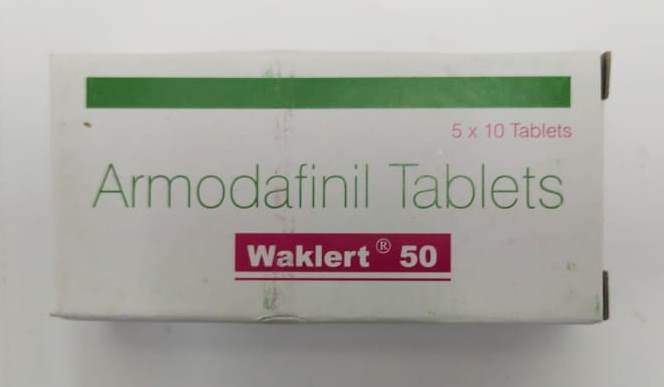 5 x 10 Tablets
Armodafinil Tablets
Waklert ® 50